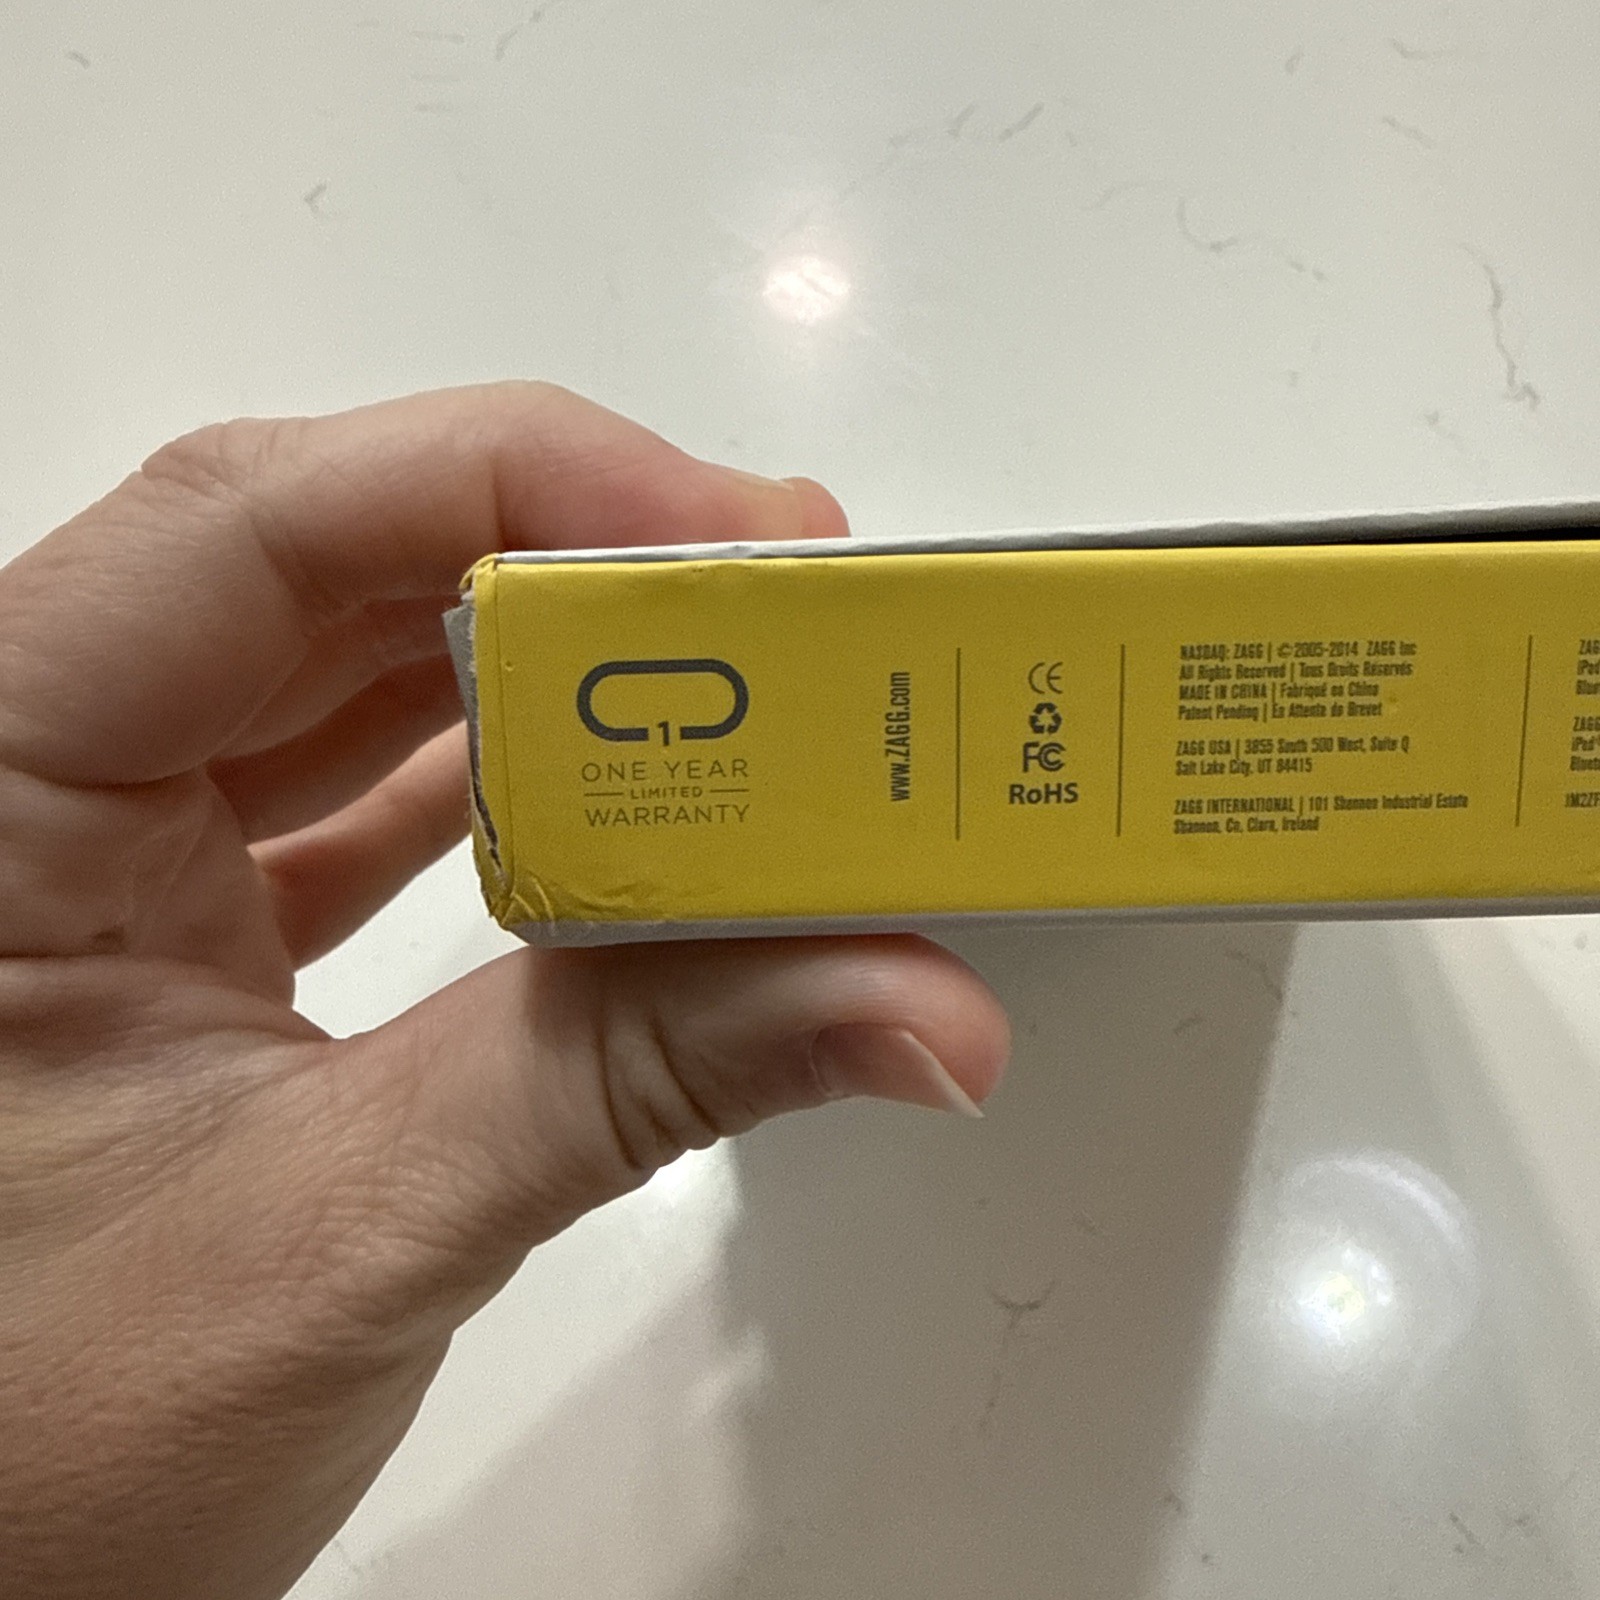 1
ONE YEAR
LIMITED
WARRANTY
www.ZAGG.com
CE
FC
RoHS
NASDAQ: ZAGG | ©2005-2014 ZAGG Inc
All Rights Reserved | Tous Droits Réservés
MADE IN CHINA | Fabriqué en Chine
Patent Pending | En Attente de Brevet
ZAGG USA | 3855 South 500 West, Suite Q
Salt Lake City, UT 84415
ZAGG INTERNATIONAL | 101 Shannon Industrial Estate
Shannon, Co. Clare, Ireland